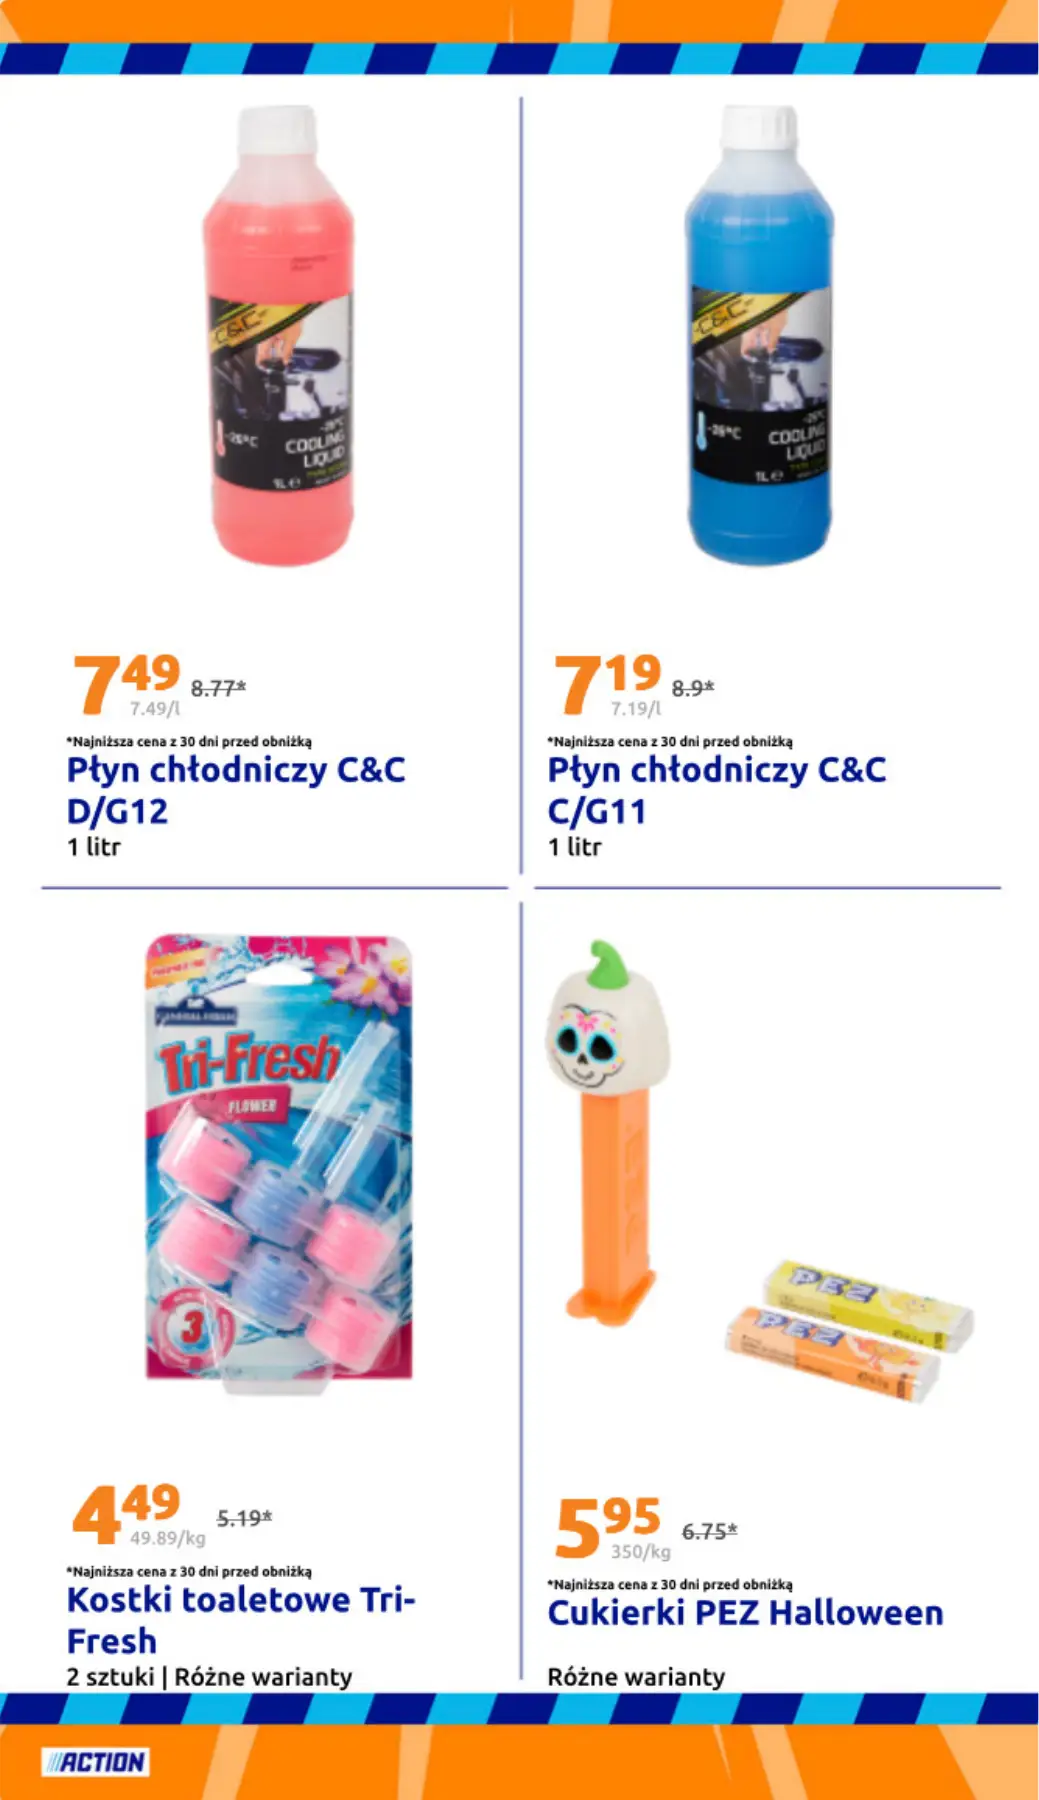 C&C
-26°C
-26°C
COOLING
LIQUID
1L e
7.49
8.77*
7.49/l
*Najniższa cena z 30 dni przed obniżką
Płyn chłodniczy C&C
D/G12
1 litr
C&C
-26°C
-26°C
COOLING
LIQUID
1L e
7.19
8.9*
7.19/l
*Najniższa cena z 30 dni przed obniżką
Płyn chłodniczy C&C
C/G11
1 litr
Tri-Fresh
FLOWER
3
4.49
5.19*
49.89/kg
*Najniższa cena z 30 dni przed obniżką
Kostki toaletowe Tri-
Fresh
2 sztuki | Różne warianty
PEZ
PEZ
PEZ
5.95
6.75*
350/kg
*Najniższa cena z 30 dni przed obniżką
Cukierki PEZ Halloween
Różne warianty
ACTION